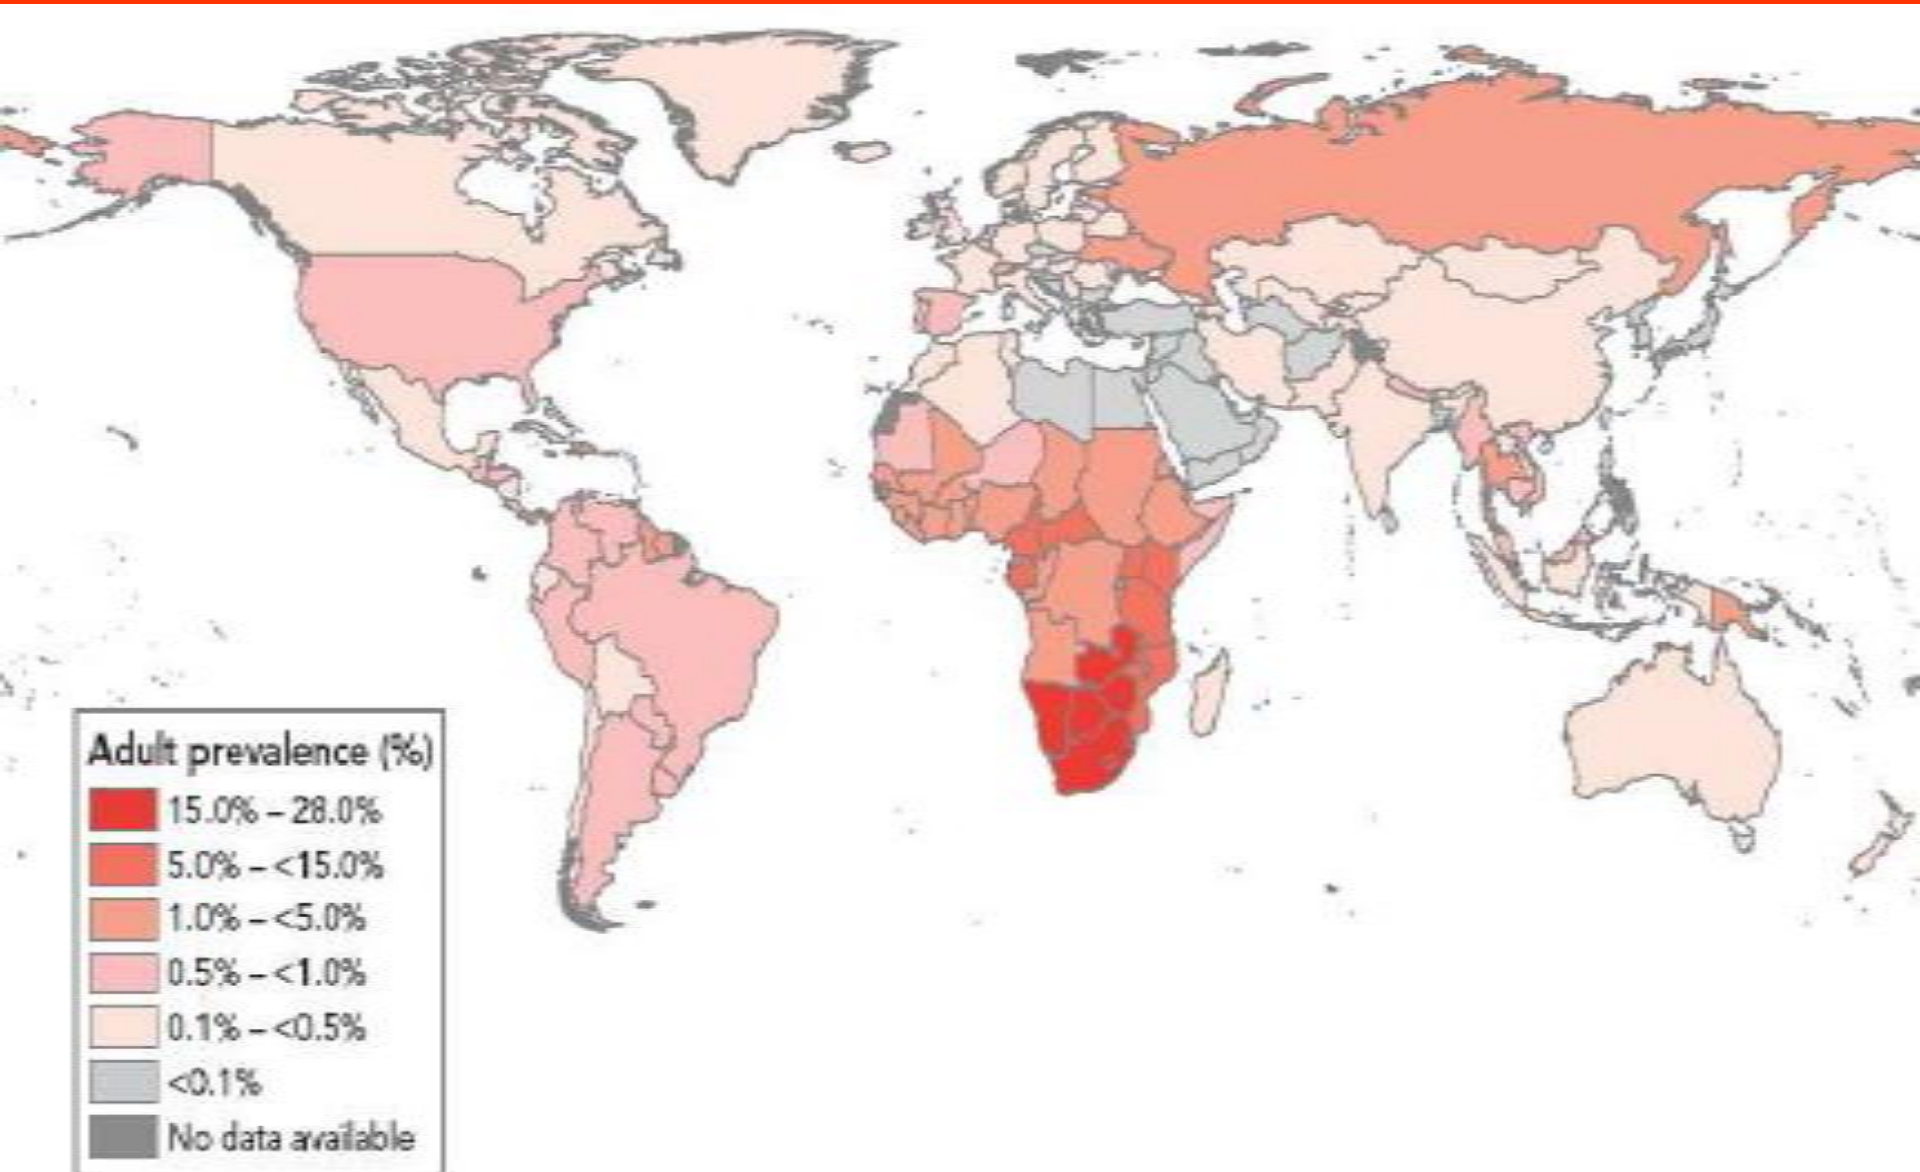 Adult prevalence (%)
15.0% – 28.0%
5.0% – <15.0%
1.0% – <5.0%
0.5% – <1.0%
0.1% – <0.5%
<0.1%
No data available